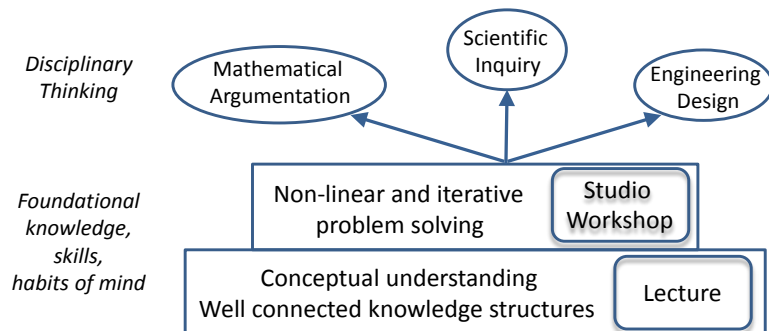 Disciplinary
Thinking
Mathematical
Argumentation
Scientific
Inquiry
Engineering
Design
Foundational
knowledge,
skills,
habits of mind
Non-linear and iterative
problem solving
Studio
Workshop
Conceptual understanding
Well connected knowledge structures
Lecture